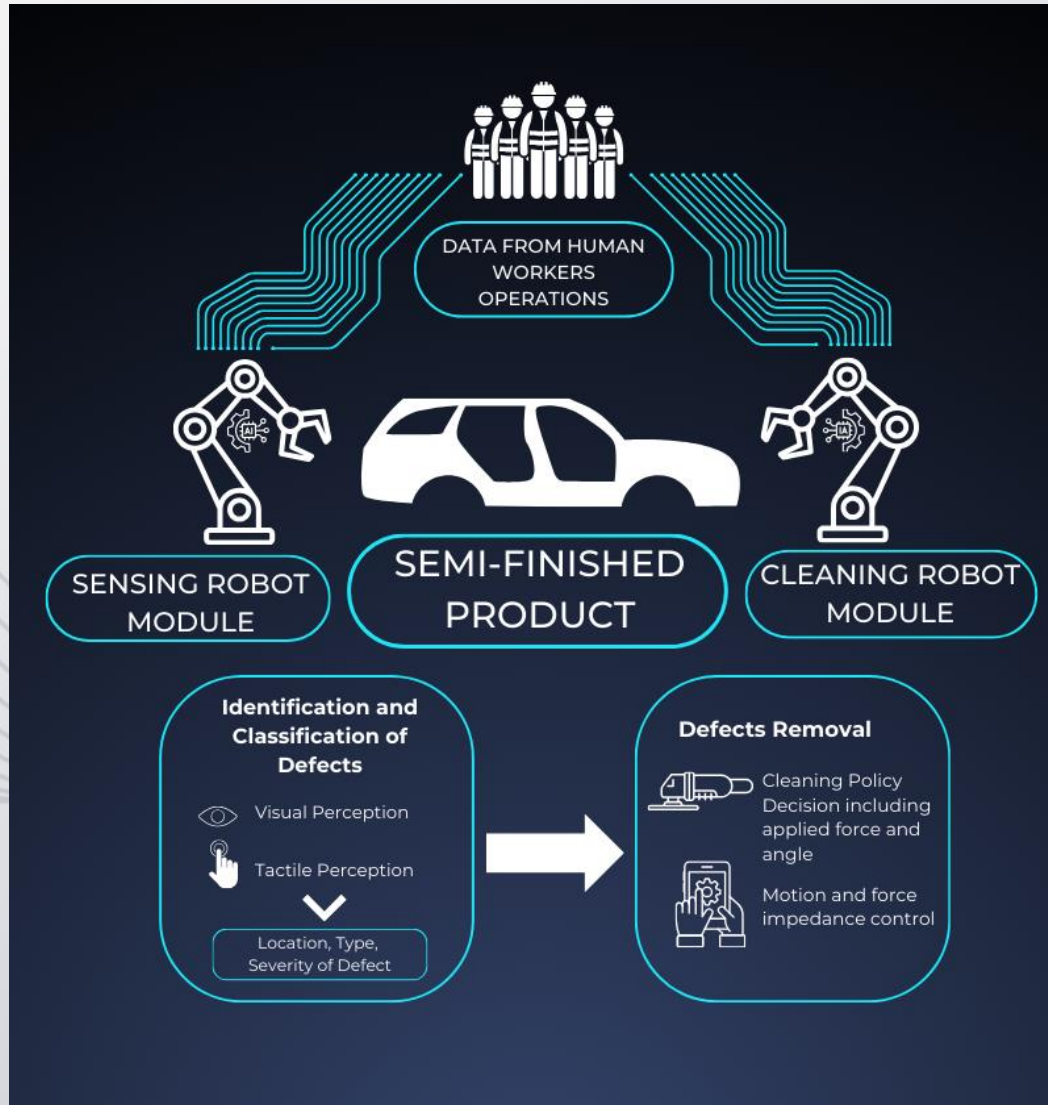 DATA FROM HUMAN
WORKERS
OPERATIONS
AI
IA
SENSING ROBOT
MODULE
SEMI-FINISHED
PRODUCT
CLEANING ROBOT
MODULE
Identification and
Classification of
Defects
Visual Perception
Tactile Perception
Location, Type,
Severity of Defect
Defects Removal
Cleaning Policy
Decision including
applied force and
angle
Motion and force
impedance control